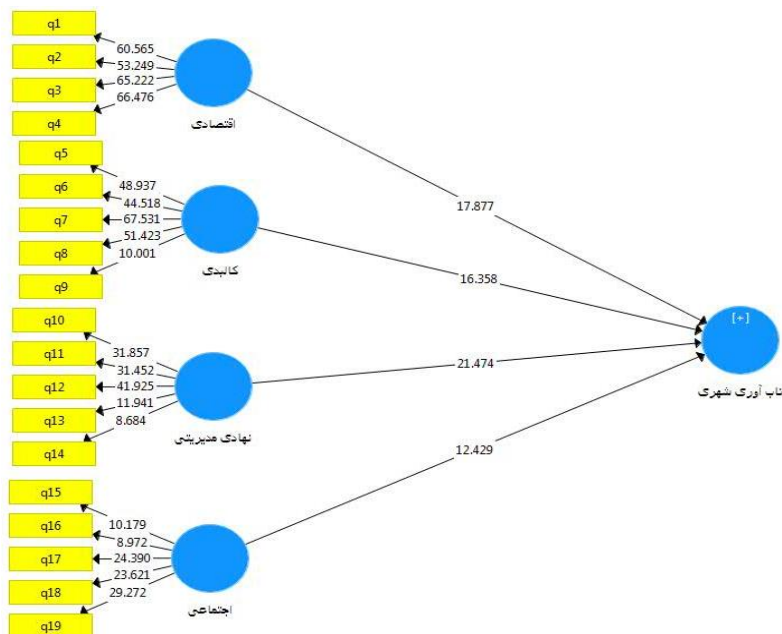 q1
60.565
q2
53.249
q3
65.222
q4
66.476
اقتصادی
q5
48.937
q6
44.518
q7
67.531
q8
51.423
q9
10.001
کالبدی
q10
31.857
q11
31.452
q12
41.925
q13
11.941
q14
8.684
نهادی مدیریتی
q15
10.179
q16
8.972
q17
24.390
q18
23.621
q19
29.272
اجتماعی
17.877
16.358
21.474
12.429
[+]
تاب آوری شهری